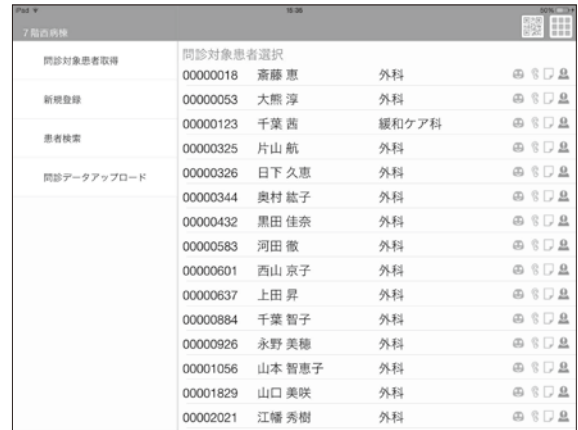 iPad
15:35
50%
7階西病棟
問診対象患者取得
新規登録
患者検索
問診データアップロード
問診対象患者選択
00000018 斎藤 恵 外科
00000053 大熊 淳 外科
00000123 千葉 茜 緩和ケア科
00000325 片山 航 外科
00000326 日下 久恵 外科
00000344 奥村 紘子 外科
00000432 黒田 佳奈 外科
00000583 河田 徹 外科
00000601 西山 京子 外科
00000637 上田 昇 外科
00000884 千葉 智子 外科
00000926 永野 美穂 外科
00001056 山本 智恵子 外科
00001829 山口 美咲 外科
00002021 江幡 秀樹 外科